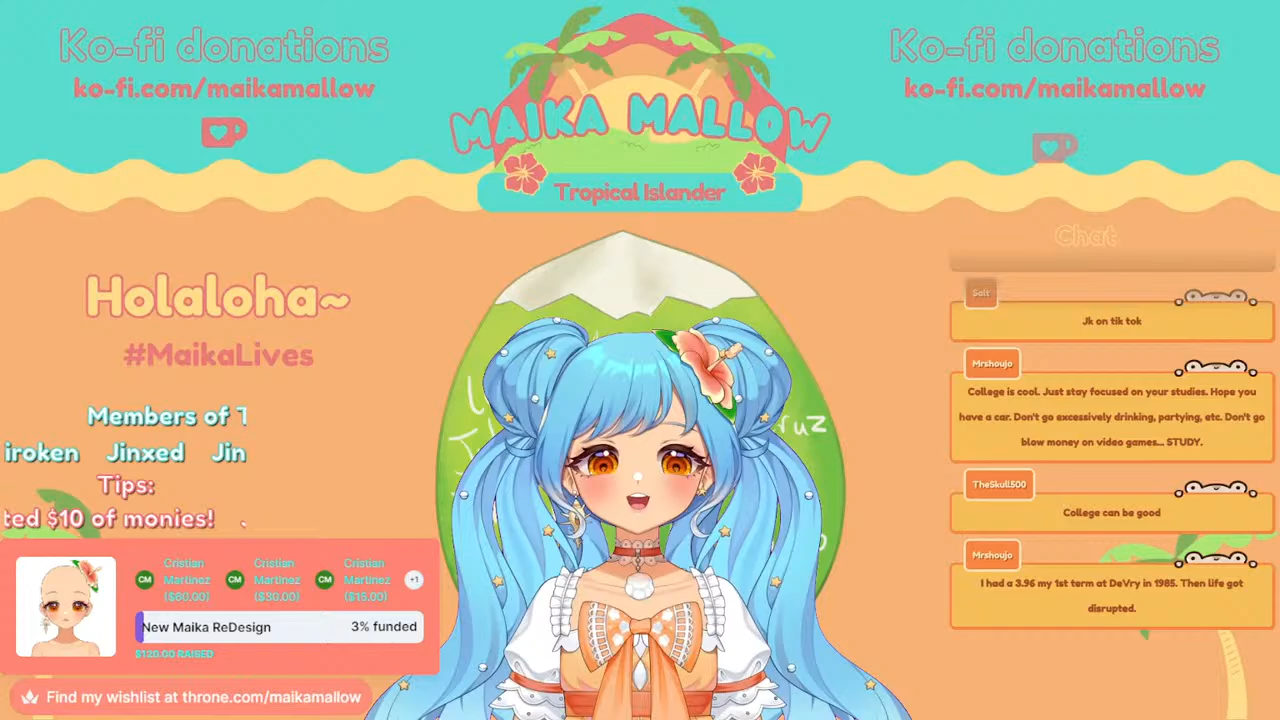 Ko-fi donations
ko-fi.com/maikamallow
MAIKA MALLOW
Tropical Islander
Ko-fi donations
ko-fi.com/maikamallow
Holaloha~
#MaikaLives
Members of
iroken Jinxed Jin
Tips:
ted $10 of monies!
CM Cristian Martinez ($60.00)
CM Cristian Martinez ($30.00)
CM Cristian Martinez ($15.00)
+1
New Maika ReDesign 3% funded
$120.00 RAISED
Find my wishlist at throne.com/maikamallow
Chat
Salt
Jk on tik tok
Mrshoujo
College is cool. Just stay focused on your studies. Hope you
have a car. Don't go excessively drinking, partying, etc. Don't go
blow money on video games... STUDY.
TheSkull500
College can be good
Mrshoujo
I had a 3.96 my 1st term at DeVry in 1985. Then life got
disrupted.